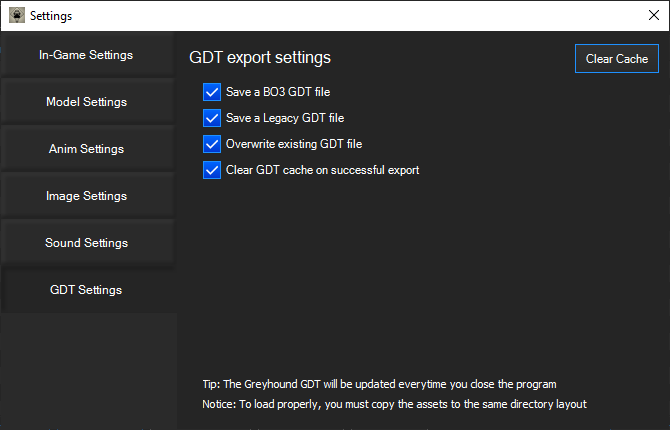 Settings
In-Game Settings
Model Settings
Anim Settings
Image Settings
Sound Settings
GDT Settings
GDT export settings
Clear Cache
Save a BO3 GDT file
Save a Legacy GDT file
Overwrite existing GDT file
Clear GDT cache on successful export
Tip: The Greyhound GDT will be updated everytime you close the program
Notice: To load properly, you must copy the assets to the same directory layout